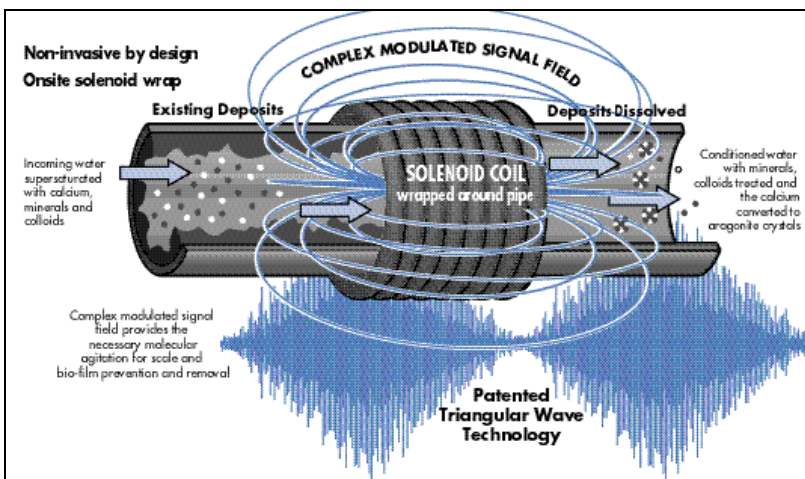 Non-invasive by design
Onsite solenoid wrap
COMPLEX MODULATED SIGNAL FIELD
Existing Deposits
Deposits Dissolved
Incoming water
supersaturated
with calcium,
minerals and
colloids
SOLENOID COIL
wrapped around pipe
Conditioned water
with minerals,
colloids treated and
the calcium
converted to
aragonite crystals
Complex modulated signal
field provides the
necessary molecular
agitation for scale and
bio-film prevention and removal
Patented
Triangular Wave
Technology